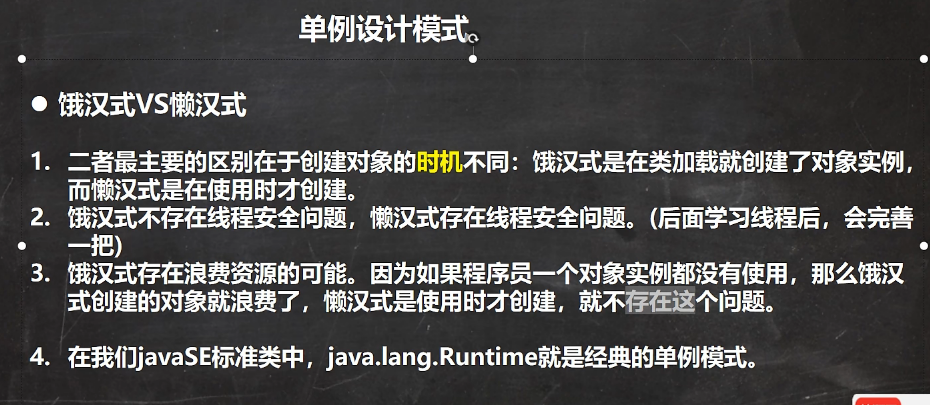 单例设计模式
● 饿汉式VS懒汉式
1. 二者最主要的区别在于创建对象的时机不同：饿汉式是在类加载就创建了对象实例，
而懒汉式是在使用时才创建。
2. 饿汉式不存在线程安全问题，懒汉式存在线程安全问题。(后面学习线程后，会完善
一把)
3. 饿汉式存在浪费资源的可能。因为如果程序员一个对象实例都没有使用，那么饿汉
式创建的对象就浪费了，懒汉式是使用时才创建，就不存在这个问题。
4. 在我们javaSE标准类中，java.lang.Runtime就是经典的单例模式。